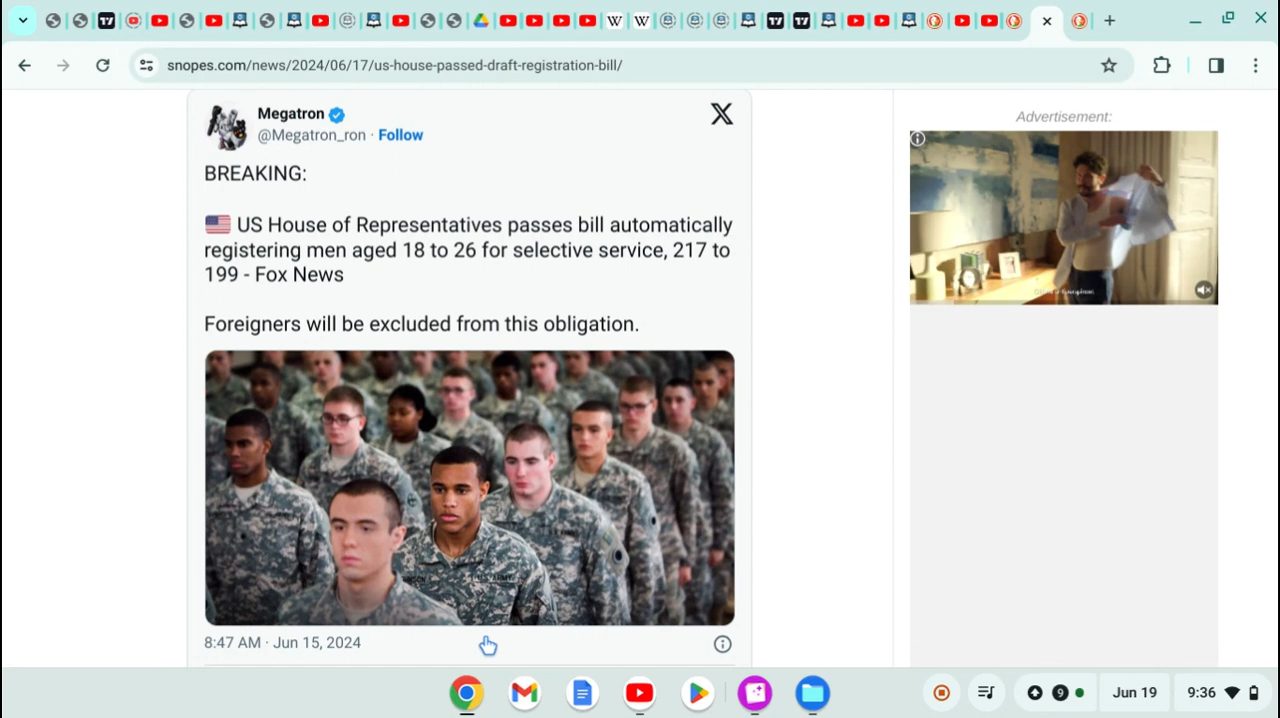 snopes.com/news/2024/06/17/us-house-passed-draft-registration-bill/
Megatron
@Megatron_ron · Follow
BREAKING:
🇺🇸 US House of Representatives passes bill automatically
registering men aged 18 to 26 for selective service, 217 to
199 - Fox News
Foreigners will be excluded from this obligation.
8:47 AM · Jun 15, 2024
Advertisement:
9
Jun 19
9:36